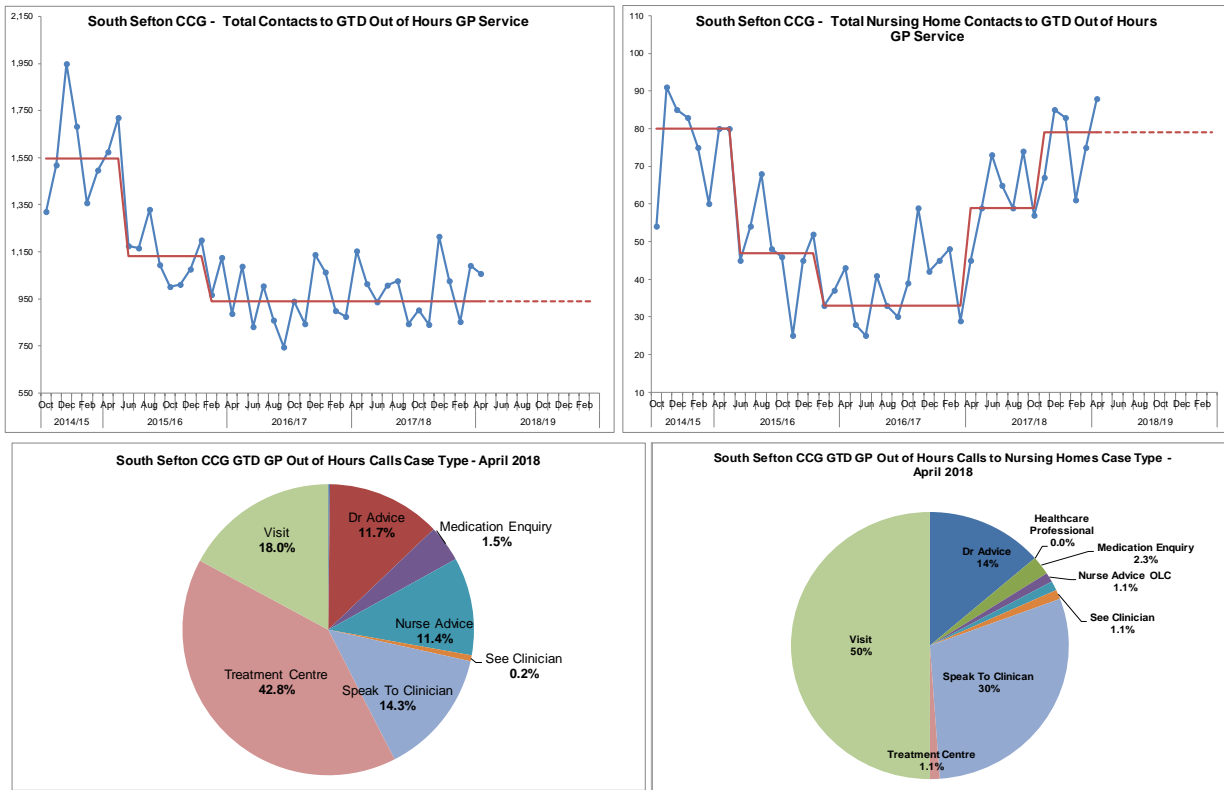 South Sefton CCG - Total Contacts to GTD Out of Hours GP Service
2,150
1,950
1,750
1,550
1,350
1,150
950
750
550
Oct Dec Feb Apr Jun Aug Oct Dec Feb Apr Jun Aug Oct Dec Feb Apr Jun Aug Oct Dec Feb Apr Jun Aug Oct Dec Feb
2014/15 2015/16 2016/17 2017/18 2018/19
South Sefton CCG - Total Nursing Home Contacts to GTD Out of Hours
GP Service
110
100
90
80
70
60
50
40
30
20
10
Oct Dec Feb Apr Jun Aug Oct Dec Feb Apr Jun Aug Oct Dec Feb Apr Jun Aug Oct Dec Feb Apr Jun Aug Oct Dec Feb
2014/15 2015/16 2016/17 2017/18 2018/19
South Sefton CCG GTD GP Out of Hours Calls Case Type - April 2018
Dr Advice
11.7%
Medication Enquiry
1.5%
Nurse Advice
11.4%
See Clinician
0.2%
Speak To Clinician
14.3%
Treatment Centre
42.8%
Visit
18.0%
South Sefton CCG GTD GP Out of Hours Calls to Nursing Homes Case Type -
April 2018
Dr Advice
14%
Healthcare
Professional
0.0%
Medication Enquiry
2.3%
Nurse Advice OLC
1.1%
See Clinician
1.1%
Speak To Clinican
30%
Treatment Centre
1.1%
Visit
50%